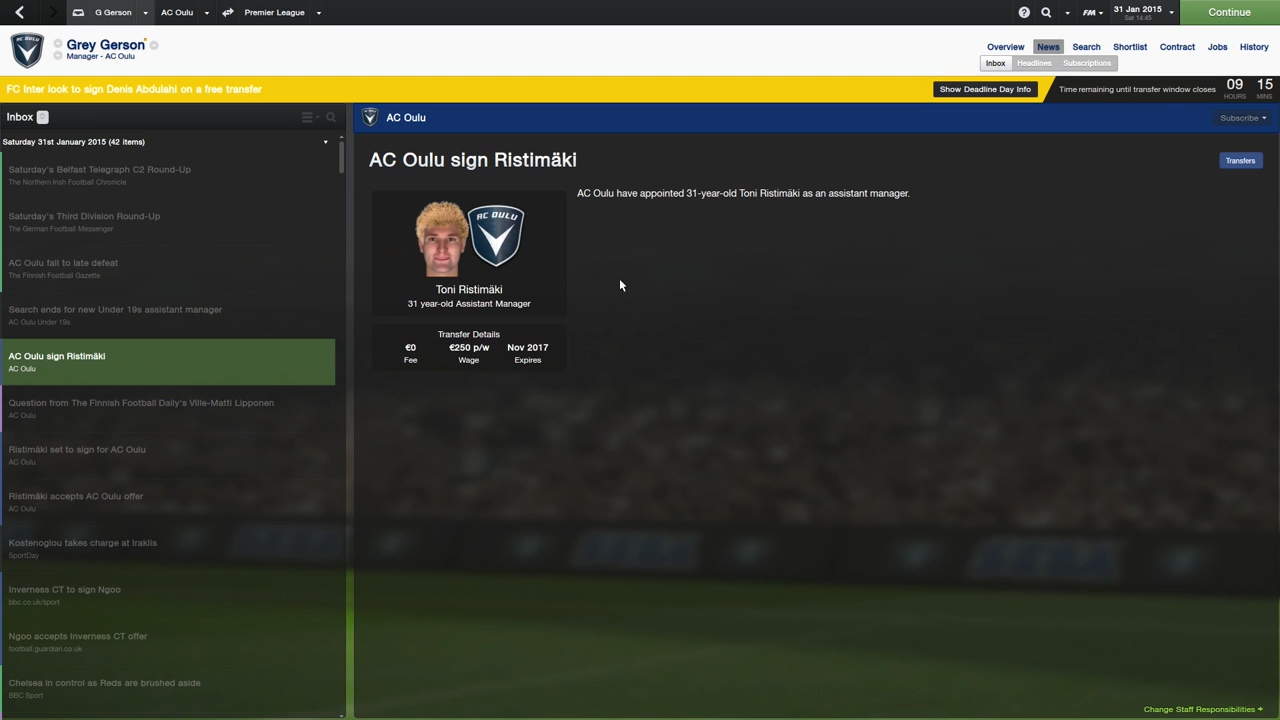 G Gerson
AC Oulu
Premier League
FM
31 Jan 2015
Sat 14:45
Continue
Grey Gerson
Manager - AC Oulu
Overview
News
Search
Shortlist
Contract
Jobs
History
Inbox
Headlines
Subscriptions
FC Inter look to sign Denis Abdulahi on a free transfer
Show Deadline Day Info
Time remaining until transfer window closes
09
HOURS
15
MINS
Inbox
0
AC Oulu
Subscribe
Saturday 31st January 2015 (42 items)
Saturday's Belfast Telegraph C2 Round-Up
The Northern Irish Football Chronicle
Saturday's Third Division Round-Up
The German Football Messenger
AC Oulu fall to late defeat
The Finnish Football Gazette
Search ends for new Under 19s assistant manager
AC Oulu Under 19s
AC Oulu sign Ristimäki
AC Oulu
Question from The Finnish Football Daily's Ville-Matti Lipponen
AC Oulu
Ristimäki set to sign for AC Oulu
AC Oulu
Ristimäki accepts AC Oulu offer
AC Oulu
Kostenoglou takes charge at Iraklis
SportDay
Inverness CT to sign Ngoo
bbc.co.uk/sport
Ngoo accepts Inverness CT offer
football.guardian.co.uk
Chelsea in control as Reds are brushed aside
BBC Sport
AC Oulu sign Ristimäki
Transfers
AC Oulu have appointed 31-year-old Toni Ristimäki as an assistant manager.
AC OULU
Toni Ristimäki
31 year-old Assistant Manager
Transfer Details
€0
€250 p/w
Nov 2017
Fee
Wage
Expires
Change Staff Responsibilities